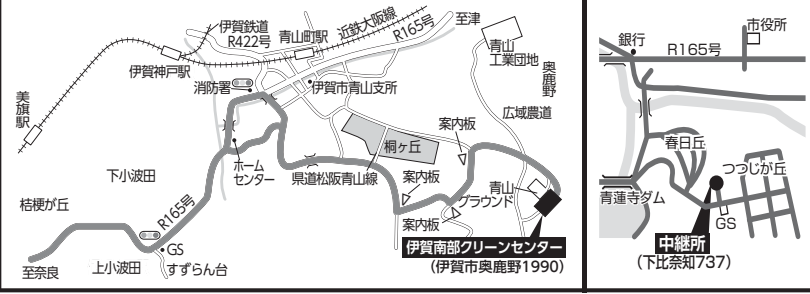 伊賀鉄道
R422号
青山町駅
近鉄大阪線
R165号
至津
青山
工業団地
奥鹿野
伊賀神戸駅
消防署
伊賀市青山支所
広域農道
美旗駅
案内板
桐ヶ丘
ホーム
センター
県道松阪青山線
案内板
青山
グラウンド
案内板
下小波田
桔梗が丘
R165号
GS
至奈良
上小波田
すずらん台
伊賀南部クリーンセンター
(伊賀市奥鹿野1990)
市役所
銀行
R165号
春日丘
つつじが丘
青蓮寺ダム
GS
中継所
(下比奈知737)